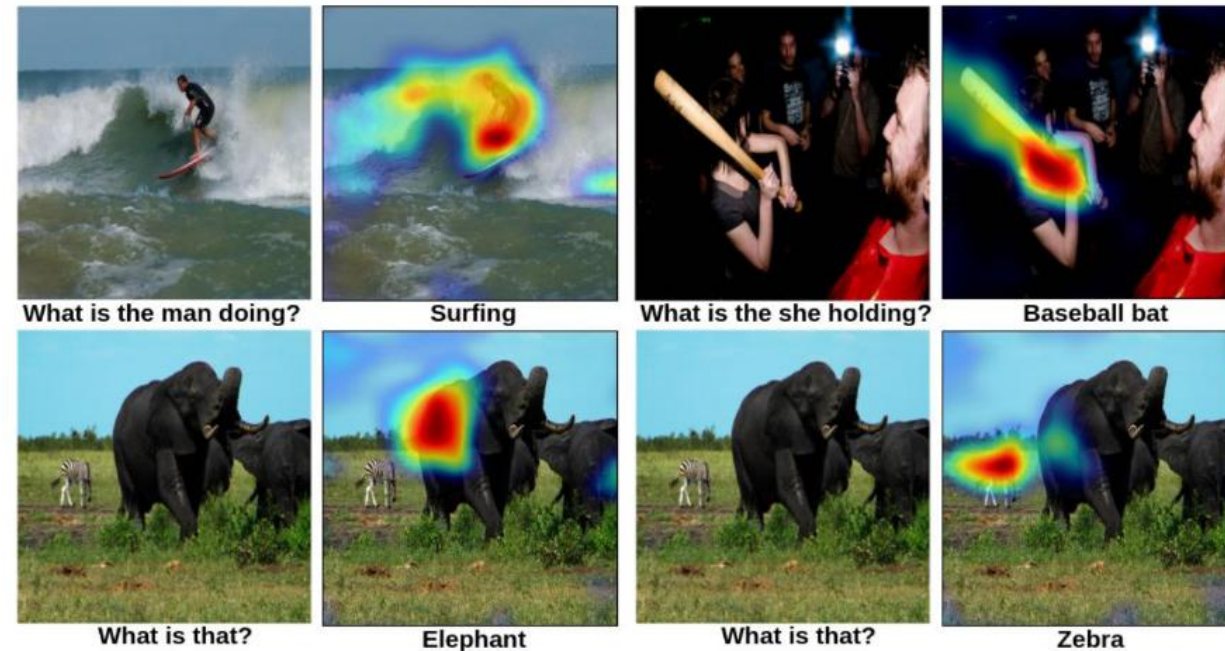 What is the man doing?
Surfing
What is the she holding?
Baseball bat
What is that?
Elephant
What is that?
Zebra